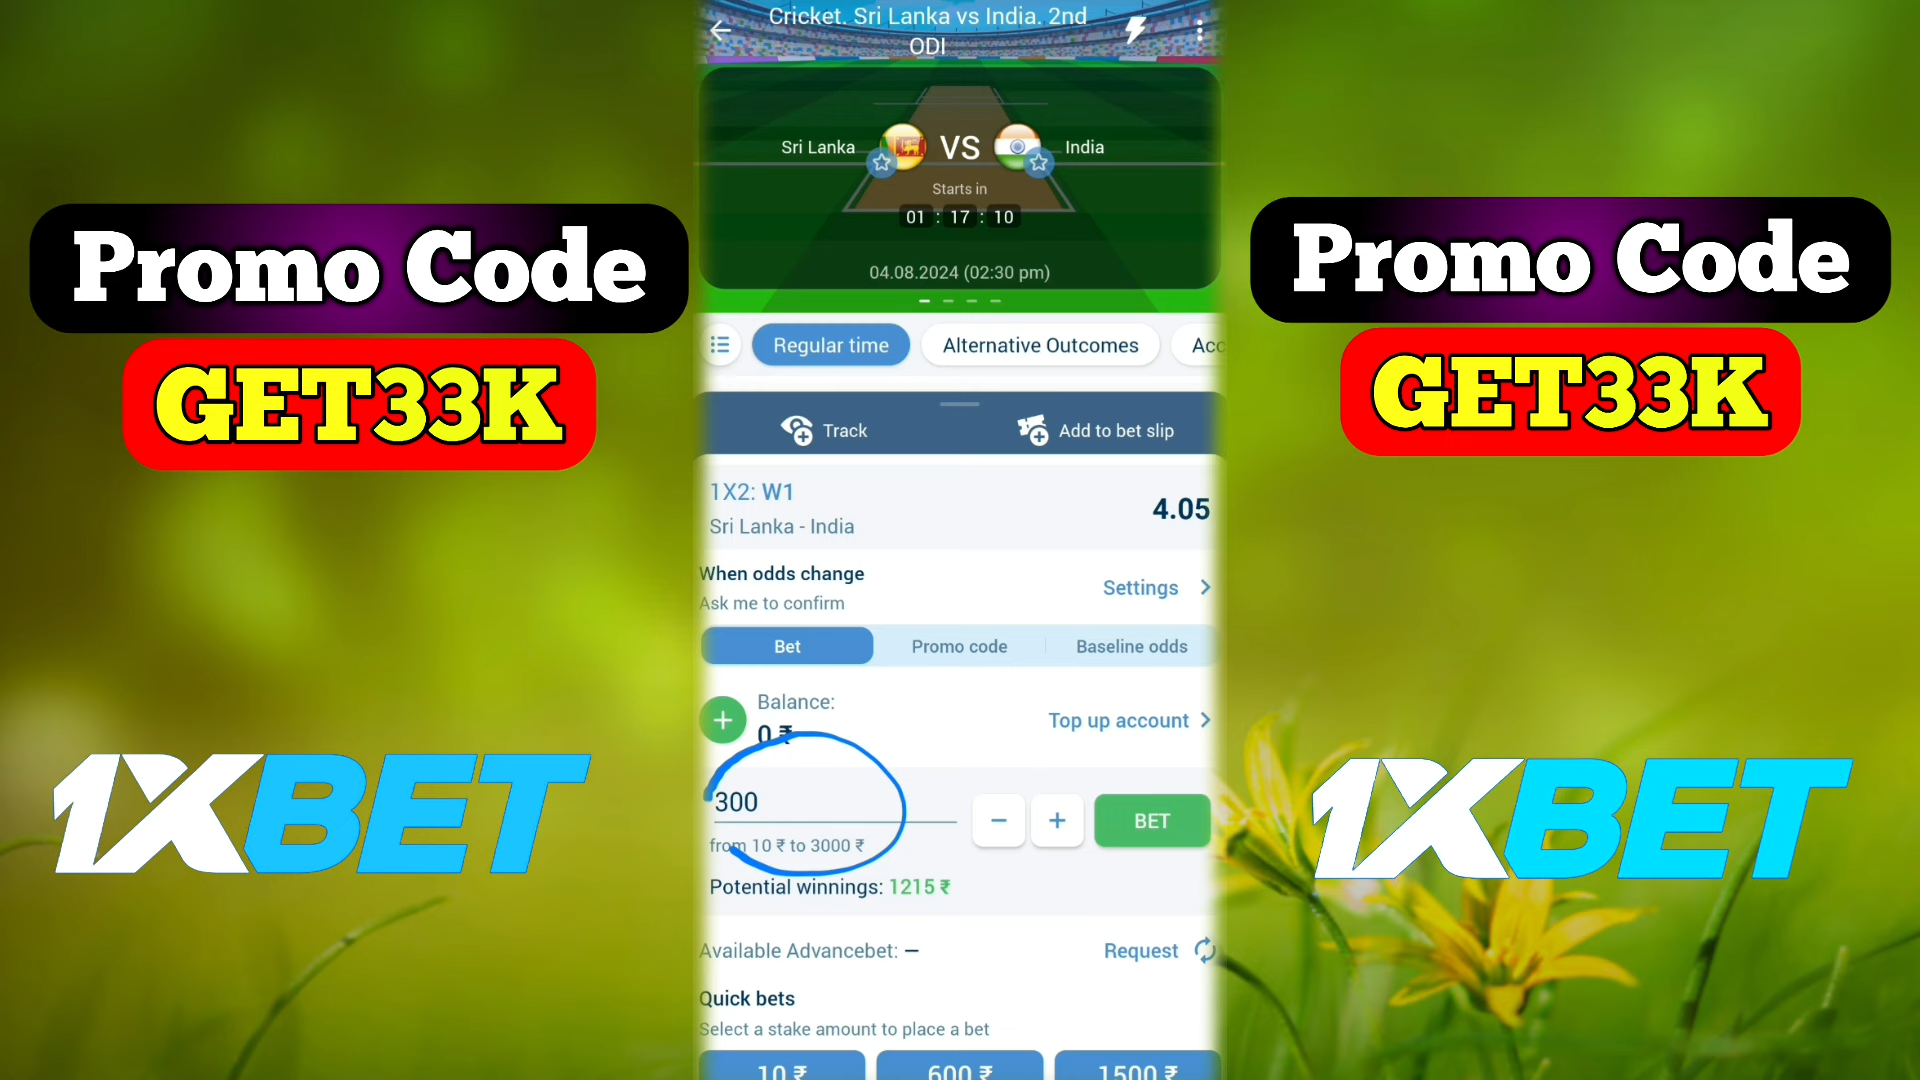 Cricket. Sri Lanka vs India. 2nd
ODI
Sri Lanka
VS
India
Starts in
01 : 17 : 10
04.08.2024 (02:30 pm)
Promo Code
GET33K
Promo Code
GET33K
Regular time
Alternative Outcomes
Acc
Track
Add to bet slip
1X2: W1
4.05
Sri Lanka - India
When odds change
Ask me to confirm
Settings
Bet
Promo code
Baseline odds
Balance:
0 ₹
Top up account
300
from 10 ₹ to 3000 ₹
BET
Potential winnings: 1215 ₹
Available Advancebet: –
Request
Quick bets
Select a stake amount to place a bet
10 ₹
600 ₹
1500 ₹
1XBET
1XBET